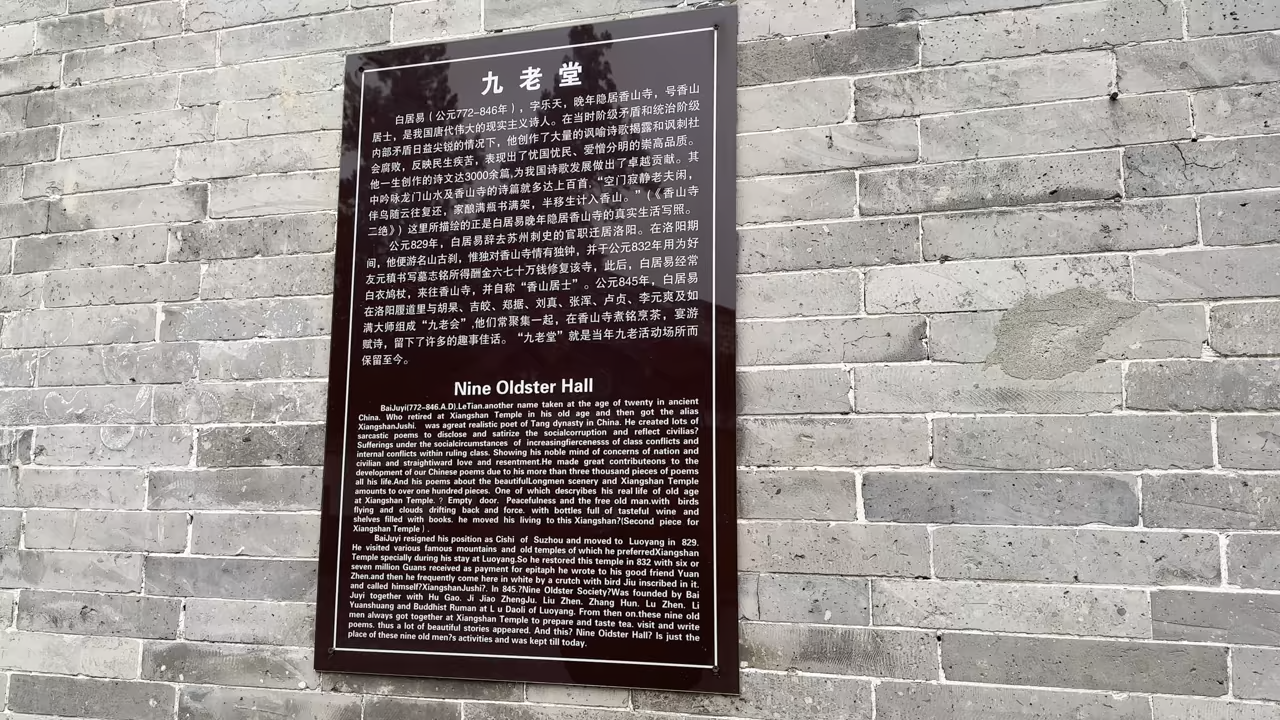 九老堂
白居易（公元772-846年），字乐天，晚年隐居香山寺，号香山
居士，是我国唐代伟大的现实主义诗人。在当时阶级矛盾和统治阶级
内部矛盾日益尖锐的情况下，他创作了大量的讽喻诗歌揭露和讽刺社
会腐败，反映民生疾苦，表现出了忧国忧民、爱憎分明的崇高品质。
他一生创作的诗文达3000余篇,为我国诗歌发展做出了卓越贡献。其
中吟咏龙门山水及香山寺的诗篇就多达上百首，“空门寂静老夫闲，
伴鸟随云往复还，家酿满瓶书满架，半移生计入香山。”（《香山寺
二绝》）这里所描绘的正是白居易晚年隐居香山寺的真实生活写照。
公元829年，白居易辞去苏州刺史的官职迁居洛阳。在洛阳期
间，他便游名山古刹，惟独对香山寺情有独钟，并于公元832年用为好
友元稹书写墓志铭所得酬金六七十万钱修复该寺，此后，白居易经常
白衣鸠杖，来往香山寺，并自称“香山居士”。公元845年，白居易
在洛阳履道里与胡杲、吉皎、郑据、刘真、张浑、卢贞、李元爽及如
满大师组成“九老会”,他们常聚集一起，在香山寺煮铭烹茶，宴游
赋诗，留下了许多的趣事佳话。“九老堂”就是当年九老活动场所而
保留至今。
Nine Oldster Hall
BaiJuyi(772-846.A.D).LeTian.another name taken at the age of twenty in ancient
China. Who retired at Xiangshan Temple in his old age and then got the alias
XiangshanJushi. was agreat realistic poet of Tang dynasty in China. He created lots of
sarcastic poems to disclose and satirize the socialcorruption and reflect civilias?
Sufferings under the socialcircumstances of increasingfiercenesss of class conflicts and
internal conflicts within ruling class. Showing his noble mind of concerns of nation and
civilian and straightiward love and resentment.He made great contributeons to the
development of our Chinese poems due to his more than three thousand pieces of poems
all his life.And his poems about the beautifulLongmen scenery and Xiangshan Temple
amounts to over one hundred pieces. One of which descryibes his real life of old age
at Xiangshan Temple. ? Empty door. Peacefulness and the free old man.with birds
flying and clouds drifting back and force. with bottles full of tasteful wine and
shelves filled with books. he moved his living to this Xiangshan?(Second piece for
Xiangshan Temple ) .
BaiJuyi resigned his position as Cishi of Suzhou and moved to Luoyang in 829.
He visited various famous mountains and old temples of which he preferredXiangshan
Temple specially during his stay at Luoyang.So he restored this temple in 832 with six or
seven million Guans received as payment for epitaph he wrote to his good friend Yuan
Zhen.and then he frequently come here in white by a crutch with bird Jiu inscribed in it.
and called himself?XiangshanJushi?. In 845.?Nine Oldster Society?Was founded by Bai
Juyi together with Hu Gao. Ji Jiao ZhengJu. Liu Zhen. Zhang Hun. Lu Zhen. Li
Yuanshuang and Buddhist Ruman at L u Daoli of Luoyang. From then on.these nine old
men always got together at Xiangshan Temple to prepare and taste tea. visit and write
poems. thus a lot of beautiful stories appeared. And this? Nine Oidster Hall? Is just the
place of these nine old men?s activities and was kept till today.